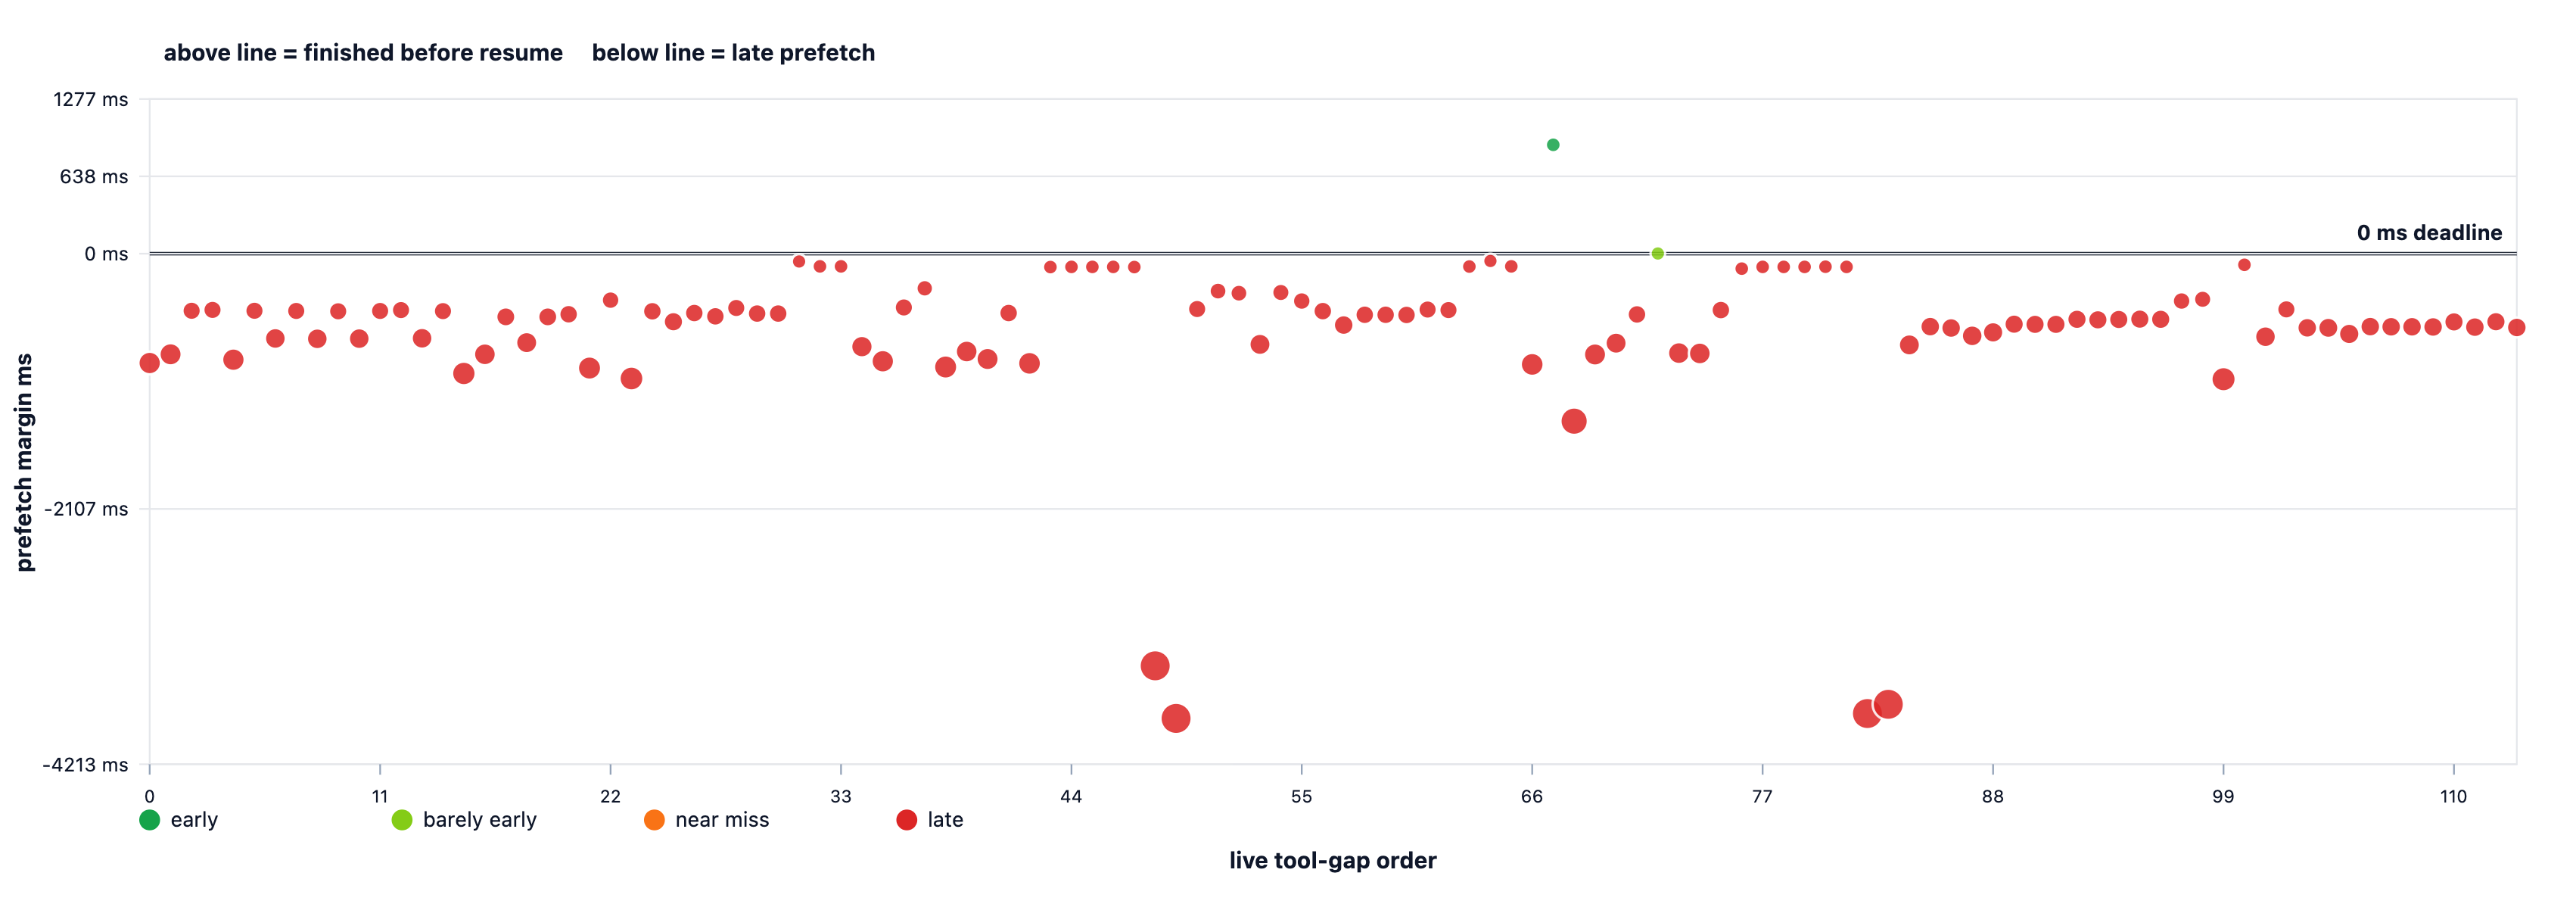 above line = finished before resume below line = late prefetch
1277 ms
638 ms
0 ms
0 ms deadline
prefetch margin ms
-2107 ms
-4213 ms
0 11 22 33 44 55 66 77 88 99 110
early barely early near miss late
live tool-gap order